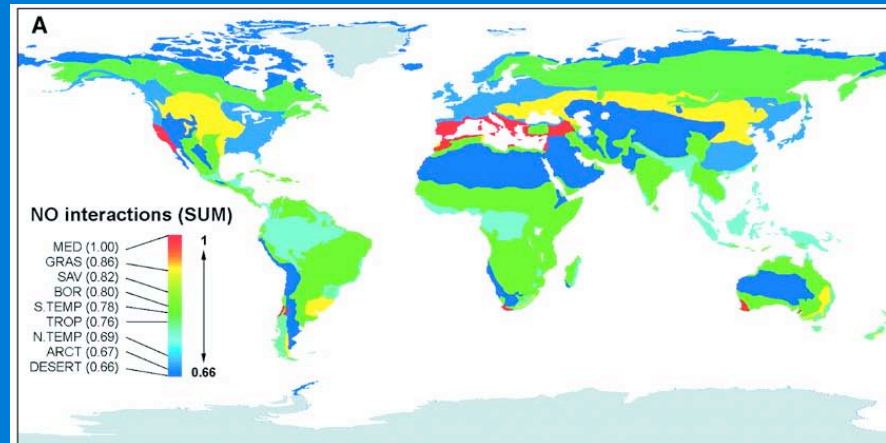 A
NO interactions (SUM)
MED (1.00)
GRAS (0.86)
SAV (0.82)
BOR (0.80)
S.TEMP (0.78)
TROP (0.76)
N.TEMP (0.69)
ARCT (0.67)
DESERT (0.66)
1
0.66